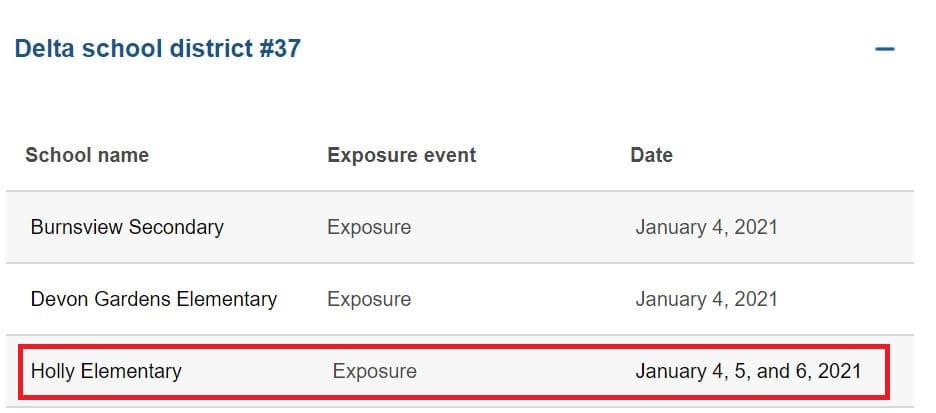 Delta school district #37
School name Exposure event Date
Burnsview Secondary Exposure January 4, 2021
Devon Gardens Elementary Exposure January 4, 2021
Holly Elementary Exposure January 4, 5, and 6, 2021